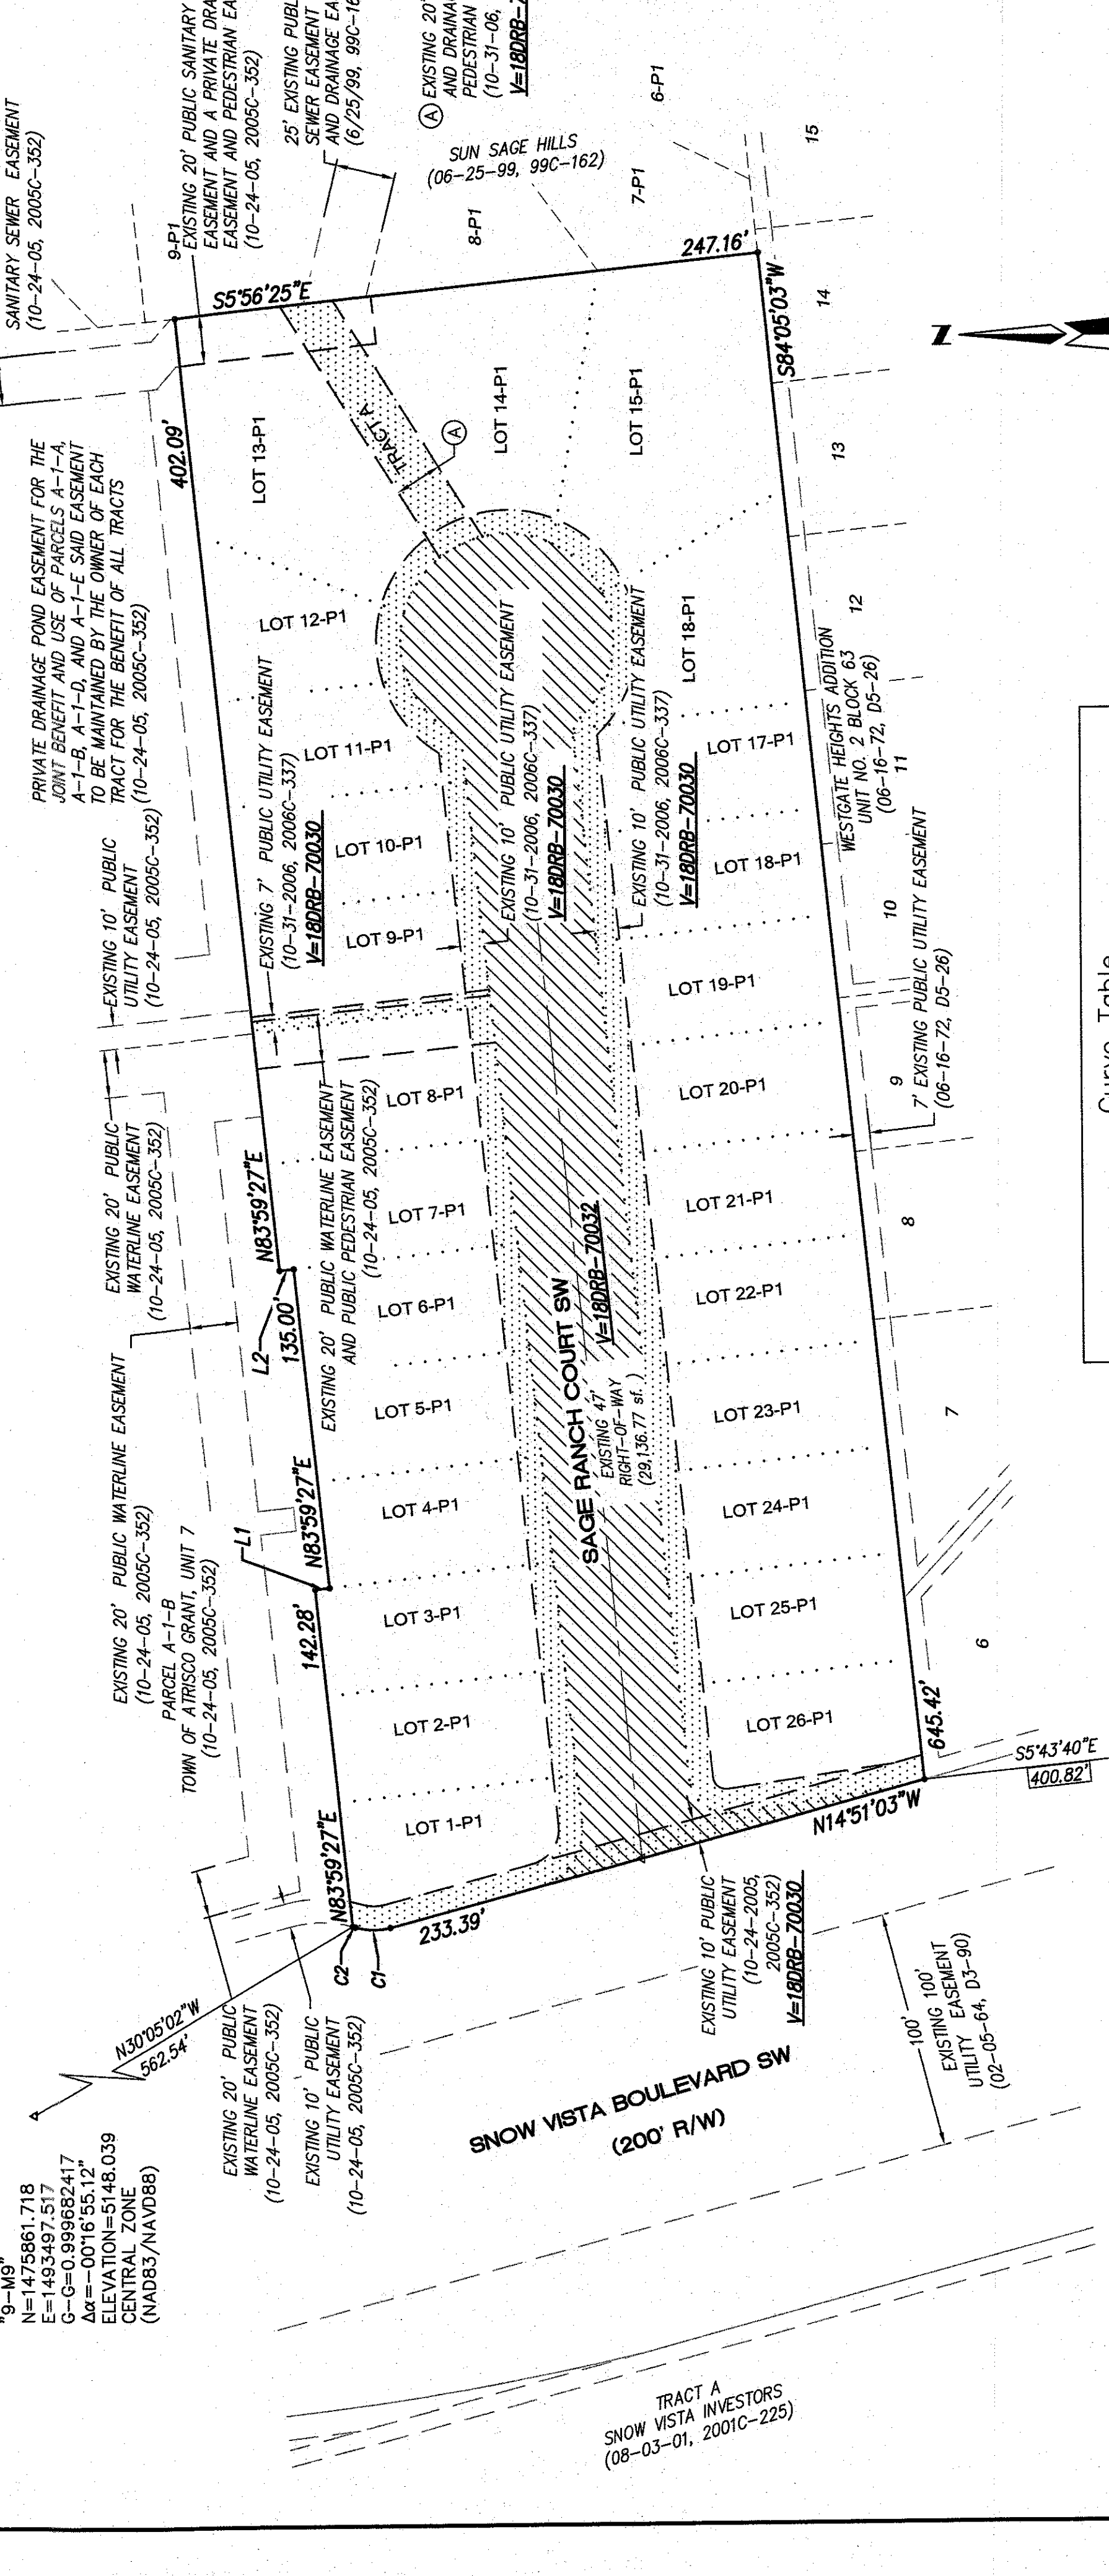 "9-M9"
N=1475861.718
E=1493497.517
G-G=0.999682417
Δα=-00°16'55.12"
ELEVATION=5148.039
CENTRAL ZONE
(NAD83/NAVD88)
N30°05'02"W
562.54'
EXISTING 20' PUBLIC
WATERLINE EASEMENT
(10-24-05, 2005C-352)
EXISTING 10' PUBLIC
UTILITY EASEMENT
(10-24-05, 2005C-352)
EXISTING 20' PUBLIC WATERLINE EASEMENT
(10-24-05, 2005C-352)
PARCEL A-1-B
TOWN OF ATRISCO GRANT, UNIT 7
(10-24-05, 2005C-352)
EXISTING 20' PUBLIC
WATERLINE EASEMENT
(10-24-05, 2005C-352)
EXISTING 10' PUBLIC
UTILITY EASEMENT
(10-24-05, 2005C-352)
PRIVATE DRAINAGE POND EASEMENT FOR THE
JOINT BENEFIT AND USE OF PARCELS A-1-A,
A-1-B, A-1-D, AND A-1-E SAID EASEMENT
TO BE MAINTAINED BY THE OWNER OF EACH
TRACT FOR THE BENEFIT OF ALL TRACTS
(10-24-05, 2005C-352)
SANITARY SEWER EASEMENT
(10-24-05, 2005C-352)
9-P1
EXISTING 20' PUBLIC SANITARY
EASEMENT AND A PRIVATE DRA
EASEMENT AND PEDESTRIAN EA
(10-24-05, 2005C-352)
25' EXISTING PUBL
SEWER EASEMENT
AND DRAINAGE EA
(6/25/99, 99C-16
A EXISTING 20'
AND DRAINA
PEDESTRIAN
(10-31-06,
V=18DRB-7
C2
C1
N83°59'27"E
142.28'
L1
N83°59'27"E
135.00'
L2
N83°59'27"E
402.09'
S5°56'25"E
247.16'
S84°05'03"W
645.42'
N14°51'03"W
233.39'
S5°43'40"E
400.82'
EXISTING 20' PUBLIC WATERLINE EASEMENT
AND PUBLIC PEDESTRIAN EASEMENT
(10-24-05, 2005C-352)
EXISTING 7' PUBLIC UTILITY EASEMENT
(10-31-2006, 2006C-337)
V=18DRB-70030
LOT 1-P1
LOT 2-P1
LOT 3-P1
LOT 4-P1
LOT 5-P1
LOT 6-P1
LOT 7-P1
LOT 8-P1
LOT 9-P1
LOT 10-P1
LOT 11-P1
LOT 12-P1
LOT 13-P1
TRACT A
A
LOT 14-P1
LOT 15-P1
LOT 18-P1
LOT 17-P1
LOT 18-P1
LOT 19-P1
LOT 20-P1
LOT 21-P1
LOT 22-P1
LOT 23-P1
LOT 24-P1
LOT 25-P1
LOT 26-P1
EXISTING 10' PUBLIC UTILITY EASEMENT
(10-31-2006, 2006C-337)
V=18DRB-70030
EXISTING 10' PUBLIC UTILITY EASEMENT
(10-31-2006, 2006C-337)
V=18DRB-70030
SAGE RANCH COURT SW
V=18DRB-70032
EXISTING 47'
RIGHT-OF-WAY
(29,136.77 sf.)
SUN SAGE HILLS
(06-25-99, 99C-162)
8-P1
7-P1
6-P1
15
14
13
12
11
10
9
8
7
6
WESTGATE HEIGHTS ADDITION
UNIT NO. 2 BLOCK 63
(06-16-72, D5-26)
7' EXISTING PUBLIC UTILITY EASEMENT
(06-16-72, D5-26)
EXISTING 10' PUBLIC
UTILITY EASEMENT
(10-24-2005,
2005C-352)
V=18DRB-70030
SNOW VISTA BOULEVARD SW
(200' R/W)
100'
EXISTING 100'
UTILITY EASEMENT
(02-05-64, D3-90)
TRACT A
SNOW VISTA INVESTORS
(08-03-01, 2001C-225)
N
Curve Table